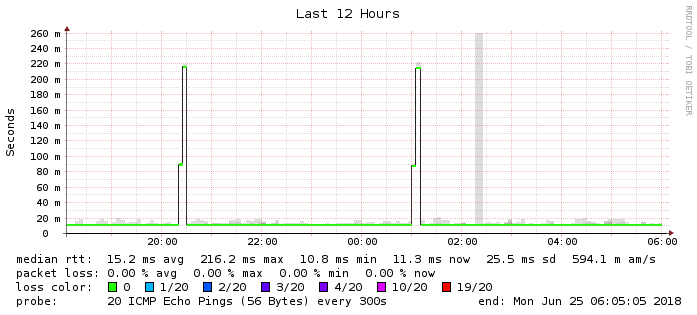 Last 12 Hours
RRDTOOL / TOBI OETIKER
Seconds
260 m
240 m
220 m
200 m
180 m
160 m
140 m
120 m
100 m
80 m
60 m
40 m
20 m
0
20:00 22:00 00:00 02:00 04:00 06:00
median rtt: 15.2 ms avg 216.2 ms max 10.8 ms min 11.3 ms now 25.5 ms sd 594.1 m am/s
packet loss: 0.00 % avg 0.00 % max 0.00 % min 0.00 % now
loss color: 0 1/20 2/20 3/20 4/20 10/20 19/20
probe: 20 ICMP Echo Pings (56 Bytes) every 300s end: Mon Jun 25 06:05:05 2018